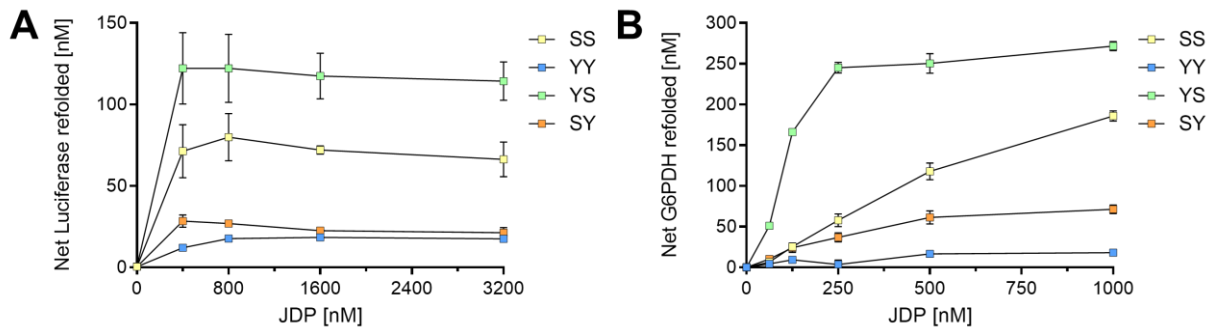 A
Net Luciferase refolded [nM]
150
100
50
0
0
800
1600
2400
3200
JDP [nM]
SS
YY
YS
SY
B
Net G6PDH refolded [nM]
300
250
200
150
100
50
0
0
250
500
750
1000
JDP [nM]
SS
YY
YS
SY